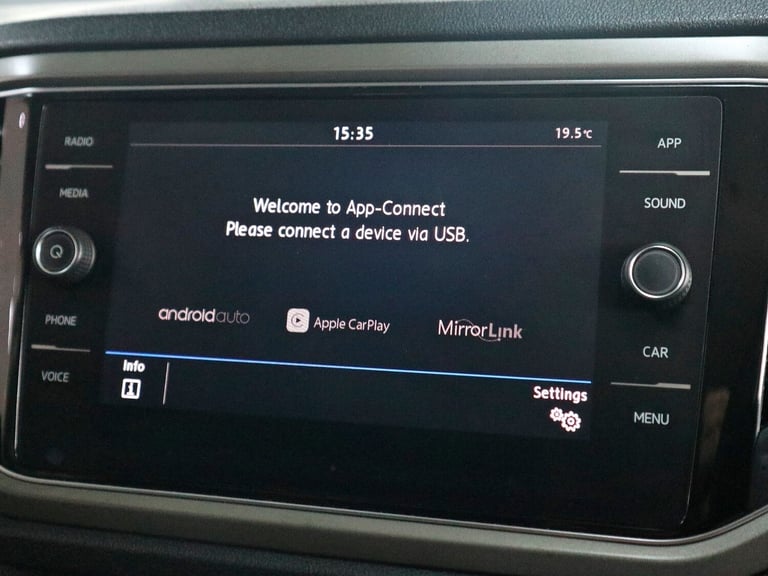 15:35
19.5°C
RADIO
MEDIA
PHONE
VOICE
Welcome to App-Connect
Please connect a device via USB.
androidauto
Apple CarPlay
MirrorLink
Info
Settings
APP
SOUND
CAR
MENU